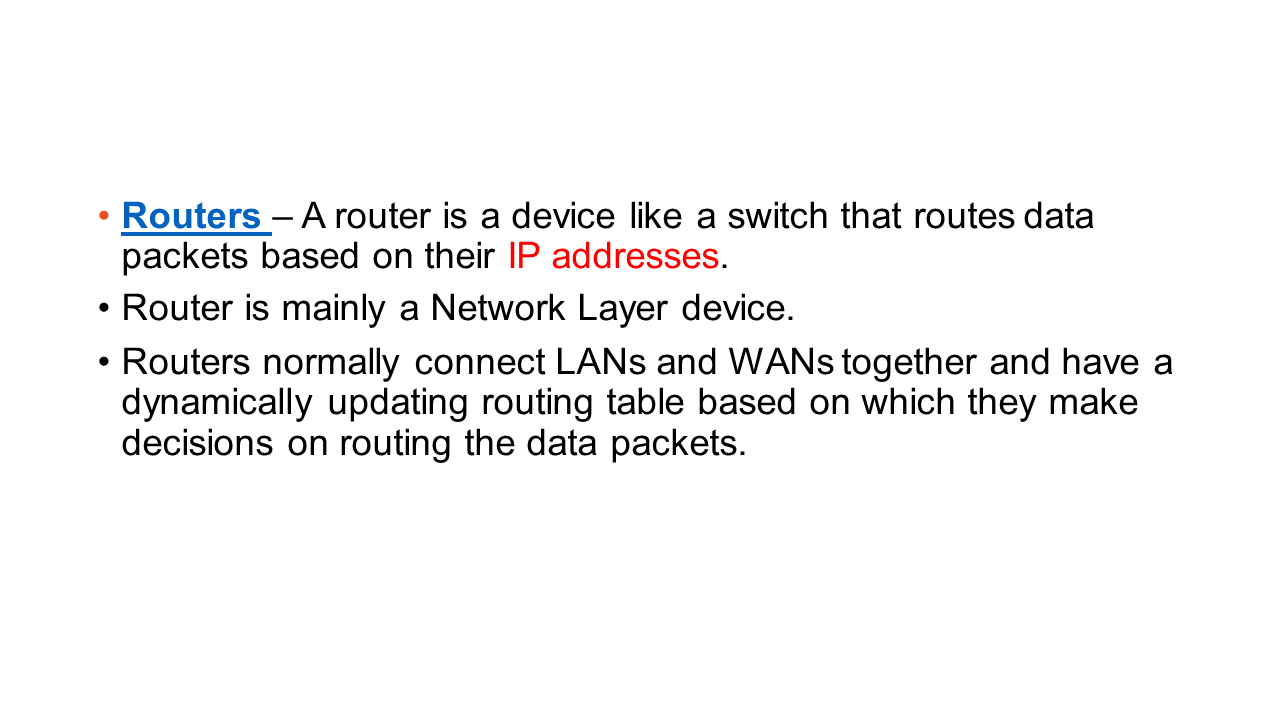 • Routers – A router is a device like a switch that routes data
packets based on their IP addresses.
• Router is mainly a Network Layer device.
• Routers normally connect LANs and WANs together and have a
dynamically updating routing table based on which they make
decisions on routing the data packets.